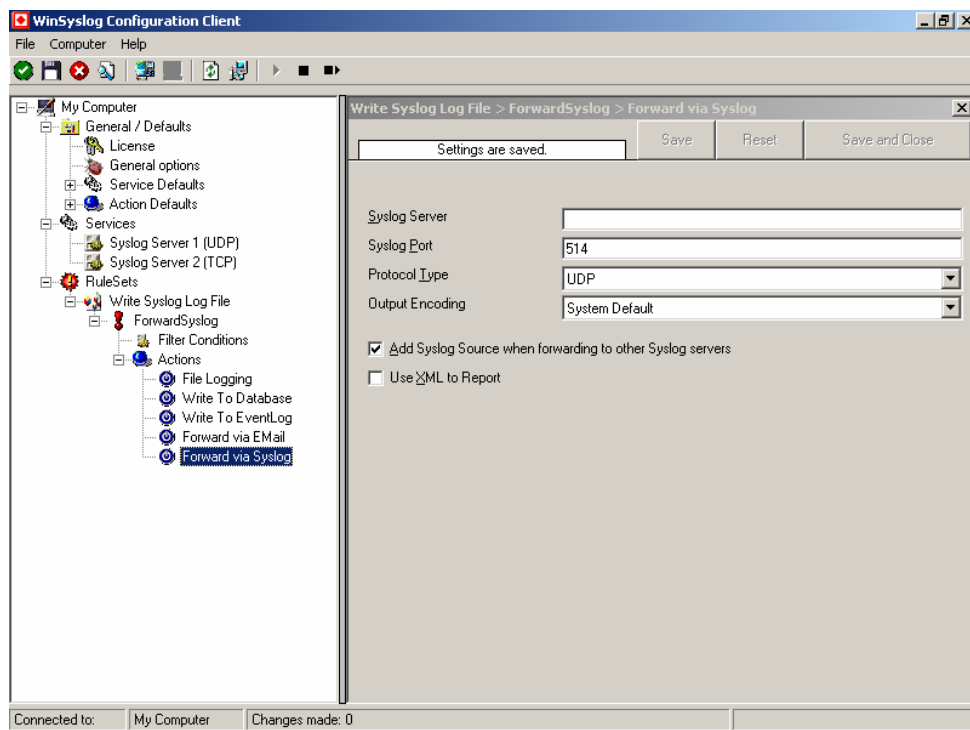 WinSyslog Configuration Client
File Computer Help
My Computer
General / Defaults
License
General options
Service Defaults
Action Defaults
Services
Syslog Server 1 (UDP)
Syslog Server 2 (TCP)
RuleSets
Write Syslog Log File
ForwardSyslog
Filter Conditions
Actions
File Logging
Write To Database
Write To EventLog
Forward via EMail
Forward via Syslog
Write Syslog Log File > ForwardSyslog > Forward via Syslog
Settings are saved.
Save
Reset
Save and Close
Syslog Server
Syslog Port
514
Protocol Type
UDP
Output Encoding
System Default
Add Syslog Source when forwarding to other Syslog servers
Use XML to Report
Connected to:
My Computer
Changes made: 0